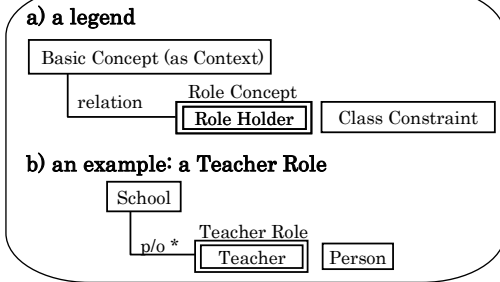 a) a legend
Basic Concept (as Context)
relation
Role Concept
Role Holder
Class Constraint
b) an example: a Teacher Role
School
p/o *
Teacher Role
Teacher
Person